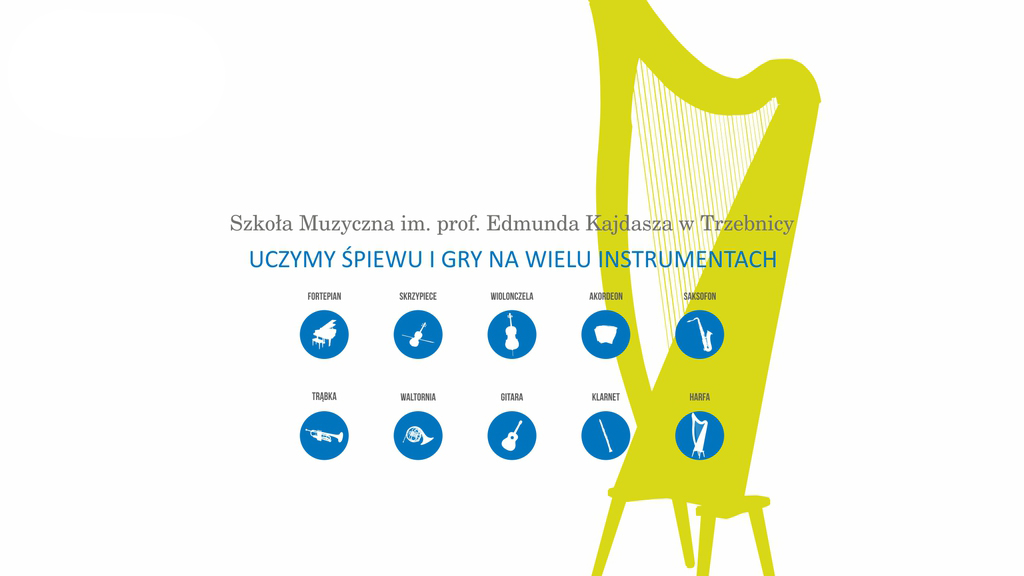 Szkoła Muzyczna im. prof. Edmunda Kajdasza w Trzebnicy
UCZYMY ŚPIEWU I GRY NA WIELU INSTRUMENTACH
FORTEPIAN SKRZYPIECE WIOLONCZELA AKORDEON SAKSOFON
TRĄBKA WALTORNIA GITARA KLARNET HARFA